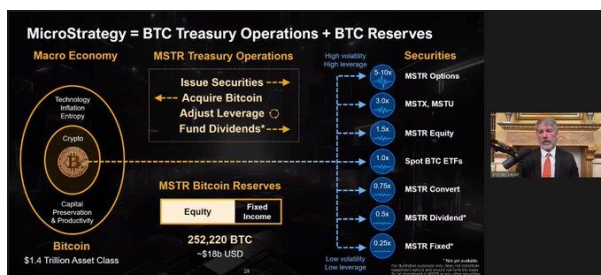 MicroStrategy = BTC Treasury Operations + BTC Reserves
Macro Economy
Technology
Inflation
Entropy
Crypto
Capital
Preservation
& Productivity
Bitcoin
$1.4 Trillion Asset Class
MSTR Treasury Operations
Issue Securities
Acquire Bitcoin
Adjust Leverage
Fund Dividends*
MSTR Bitcoin Reserves
Equity
Fixed
Income
252,220 BTC
~$18b USD
High volatility
High leverage
Low volatility
Low leverage
Securities
5-10x
MSTR Options
3.0x
MSTX, MSTU
1.5x
MSTR Equity
1.0x
Spot BTC ETFs
0.75x
MSTR Convert
0.5x
MSTR Dividend*
0.25x
MSTR Fixed*
* Not yet available.
29